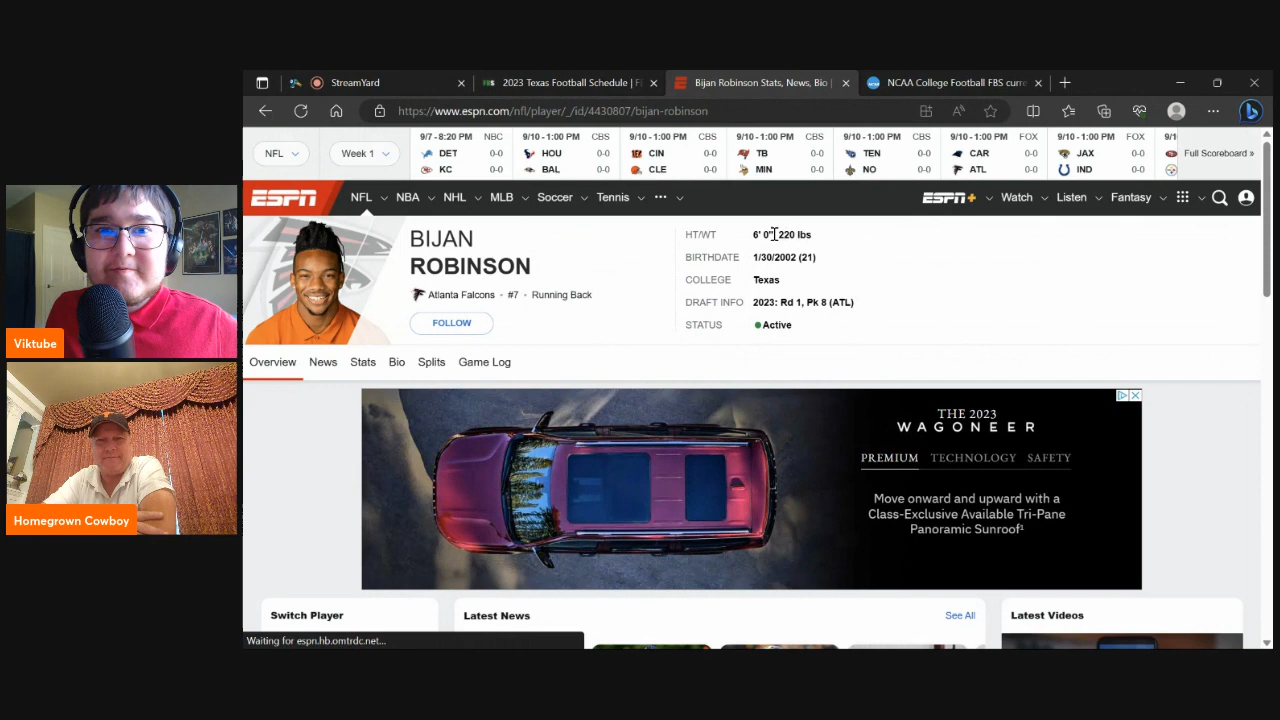 StreamYard
2023 Texas Football Schedule | F
Bijan Robinson Stats, News, Bio |
NCAA College Football FBS curre
https://www.espn.com/nfl/player/_/id/4430807/bijan-robinson
NFL
Week 1
9/7 - 8:20 PM NBC
DET 0-0
KC 0-0
9/10 - 1:00 PM CBS
HOU 0-0
BAL 0-0
9/10 - 1:00 PM CBS
CIN 0-0
CLE 0-0
9/10 - 1:00 PM CBS
TB 0-0
MIN 0-0
9/10 - 1:00 PM CBS
TEN 0-0
NO 0-0
9/10 - 1:00 PM FOX
CAR 0-0
ATL 0-0
9/10 - 1:00 PM FOX
JAX 0-0
IND 0-0
9/1
Full Scoreboard »
ESPN NFL NBA NHL MLB Soccer Tennis ••• ESPN+ Watch Listen Fantasy
BIJAN
ROBINSON
Atlanta Falcons • #7 • Running Back
FOLLOW
HT/WT 6' 0", 220 lbs
BIRTHDATE 1/30/2002 (21)
COLLEGE Texas
DRAFT INFO 2023: Rd 1, Pk 8 (ATL)
STATUS Active
Overview News Stats Bio Splits Game Log
THE 2023
WAGONEER
PREMIUM TECHNOLOGY SAFETY
Move onward and upward with a
Class-Exclusive Available Tri-Pane
Panoramic Sunroof¹
Switch Player
Latest News See All
Latest Videos
Waiting for espn.hb.omtrdc.net...
Viktube
Homegrown Cowboy